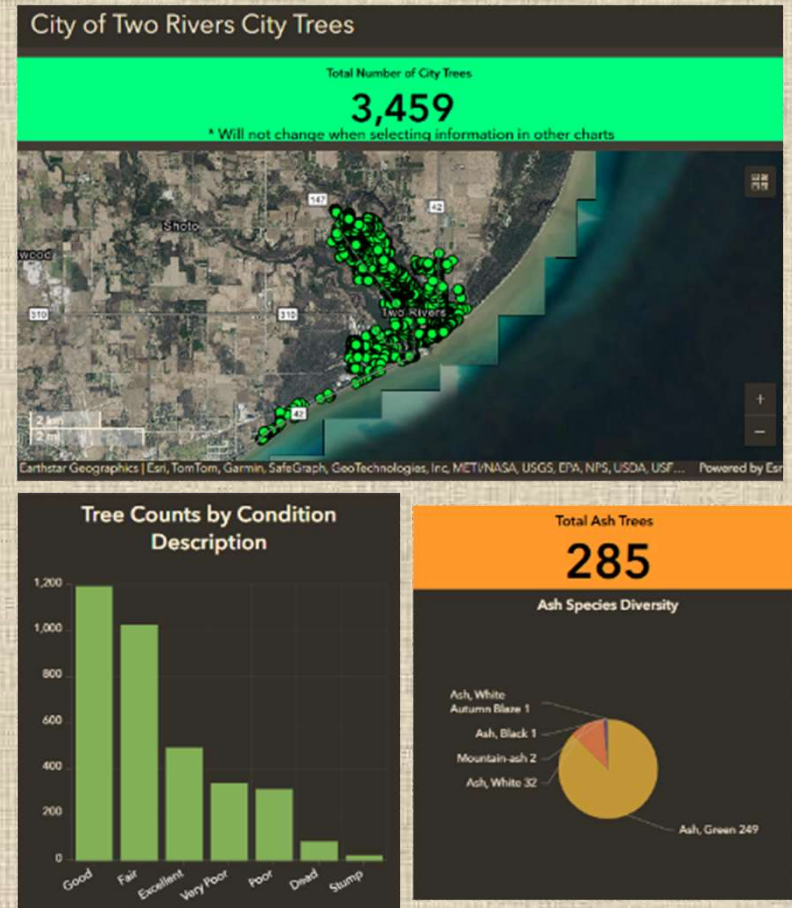 City of Two Rivers City Trees
Total Number of City Trees
3,459
* Will not change when selecting information in other charts
147
42
Shoto
wood
310
310
Two Rivers
42
2 km
2 mi
+
−
Earthstar Geographics | Esri, TomTom, Garmin, SafeGraph, GeoTechnologies, Inc, METI/NASA, USGS, EPA, NPS, USDA, USF... Powered by Esr
Tree Counts by Condition
Description
1,200
1,000
800
600
400
200
0
Good
Fair
Excellent
Very Poor
Poor
Dead
Stump
Total Ash Trees
285
Ash Species Diversity
Ash, White
Autumn Blaze 1
Ash, Black 1
Mountain-ash 2
Ash, White 32
Ash, Green 249